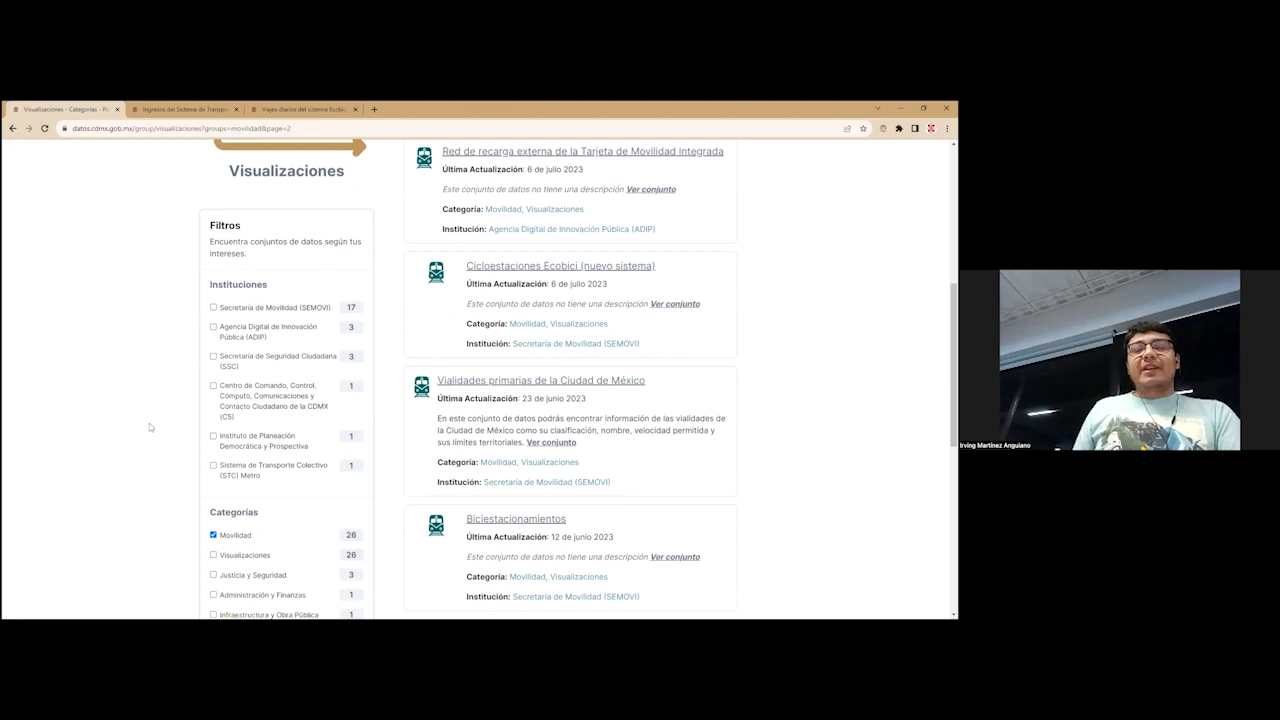 Visualizaciones - Categorías - Po
Ingresos del Sistema de Transpo
Viajes diarios del sistema Ecobic
datos.cdmx.gob.mx/group/visualizaciones?groups=movilidad&page=2
Visualizaciones
Filtros
Encuentra conjuntos de datos según tus
intereses.
Instituciones
Secretaría de Movilidad (SEMOVI) 17
Agencia Digital de Innovación 3
Pública (ADIP)
Secretaría de Seguridad Ciudadana 3
(SSC)
Centro de Comando, Control, 1
Cómputo, Comunicaciones y
Contacto Ciudadano de la CDMX
(C5)
Instituto de Planeación 1
Democrática y Prospectiva
Sistema de Transporte Colectivo 1
(STC) Metro
Categorías
Movilidad 26
Visualizaciones 26
Justicia y Seguridad 3
Administración y Finanzas 1
Infraestructura y Obra Pública 1
Red de recarga externa de la Tarjeta de Movilidad Integrada
Última Actualización: 6 de julio 2023
Este conjunto de datos no tiene una descripción Ver conjunto
Categoría: Movilidad, Visualizaciones
Institución: Agencia Digital de Innovación Pública (ADIP)
Cicloestaciones Ecobici (nuevo sistema)
Última Actualización: 6 de julio 2023
Este conjunto de datos no tiene una descripción Ver conjunto
Categoría: Movilidad, Visualizaciones
Institución: Secretaría de Movilidad (SEMOVI)
Vialidades primarias de la Ciudad de México
Última Actualización: 23 de junio 2023
En este conjunto de datos podrás encontrar información de las vialidades de
la Ciudad de México como su clasificación, nombre, velocidad permitida y
sus límites territoriales. Ver conjunto
Categoría: Movilidad, Visualizaciones
Institución: Secretaría de Movilidad (SEMOVI)
Biciestacionamientos
Última Actualización: 12 de junio 2023
Este conjunto de datos no tiene una descripción Ver conjunto
Categoría: Movilidad, Visualizaciones
Institución: Secretaría de Movilidad (SEMOVI)
Irving Martínez Anguiano